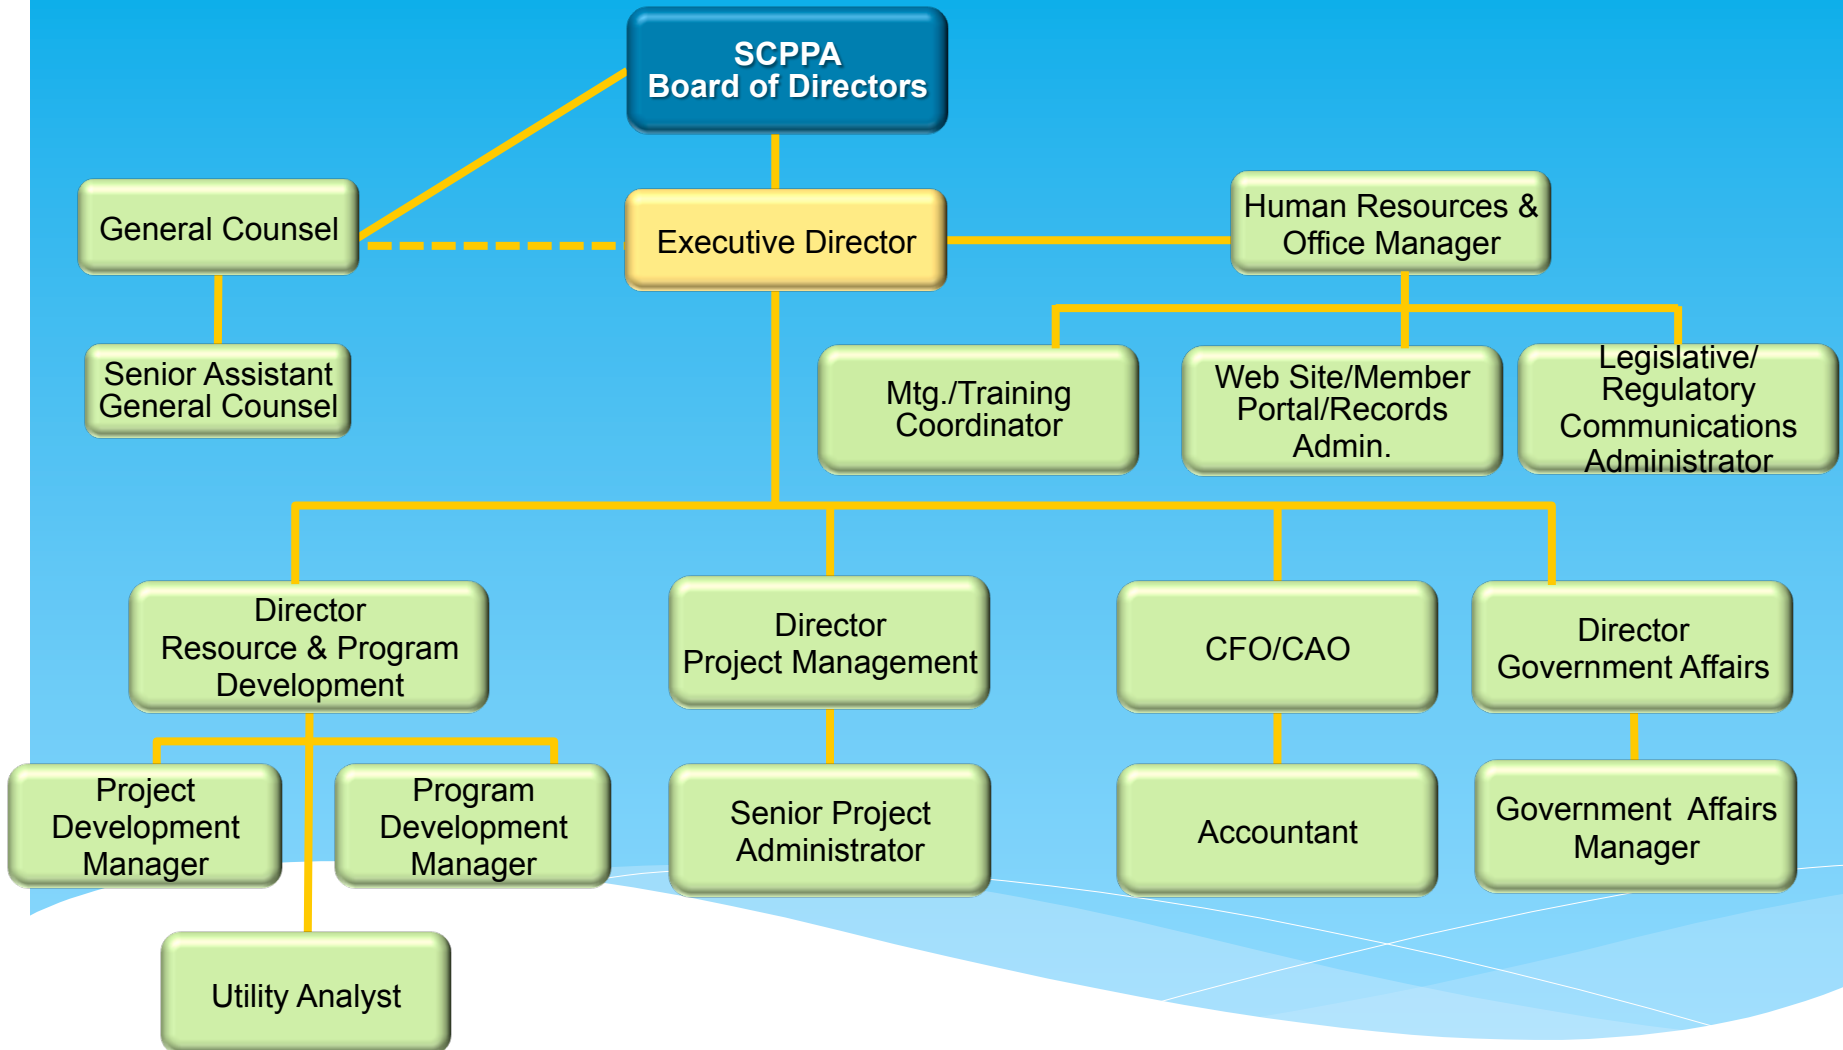 SCPPA
Board of Directors
General Counsel
Executive Director
Human Resources &
Office Manager
Senior Assistant
General Counsel
Mtg./Training
Coordinator
Web Site/Member
Portal/Records
Admin.
Legislative/
Regulatory
Communications
Administrator
Director
Resource & Program
Development
Director
Project Management
CFO/CAO
Director
Government Affairs
Project
Development
Manager
Program
Development
Manager
Senior Project
Administrator
Accountant
Government  Affairs
Manager
Utility Analyst